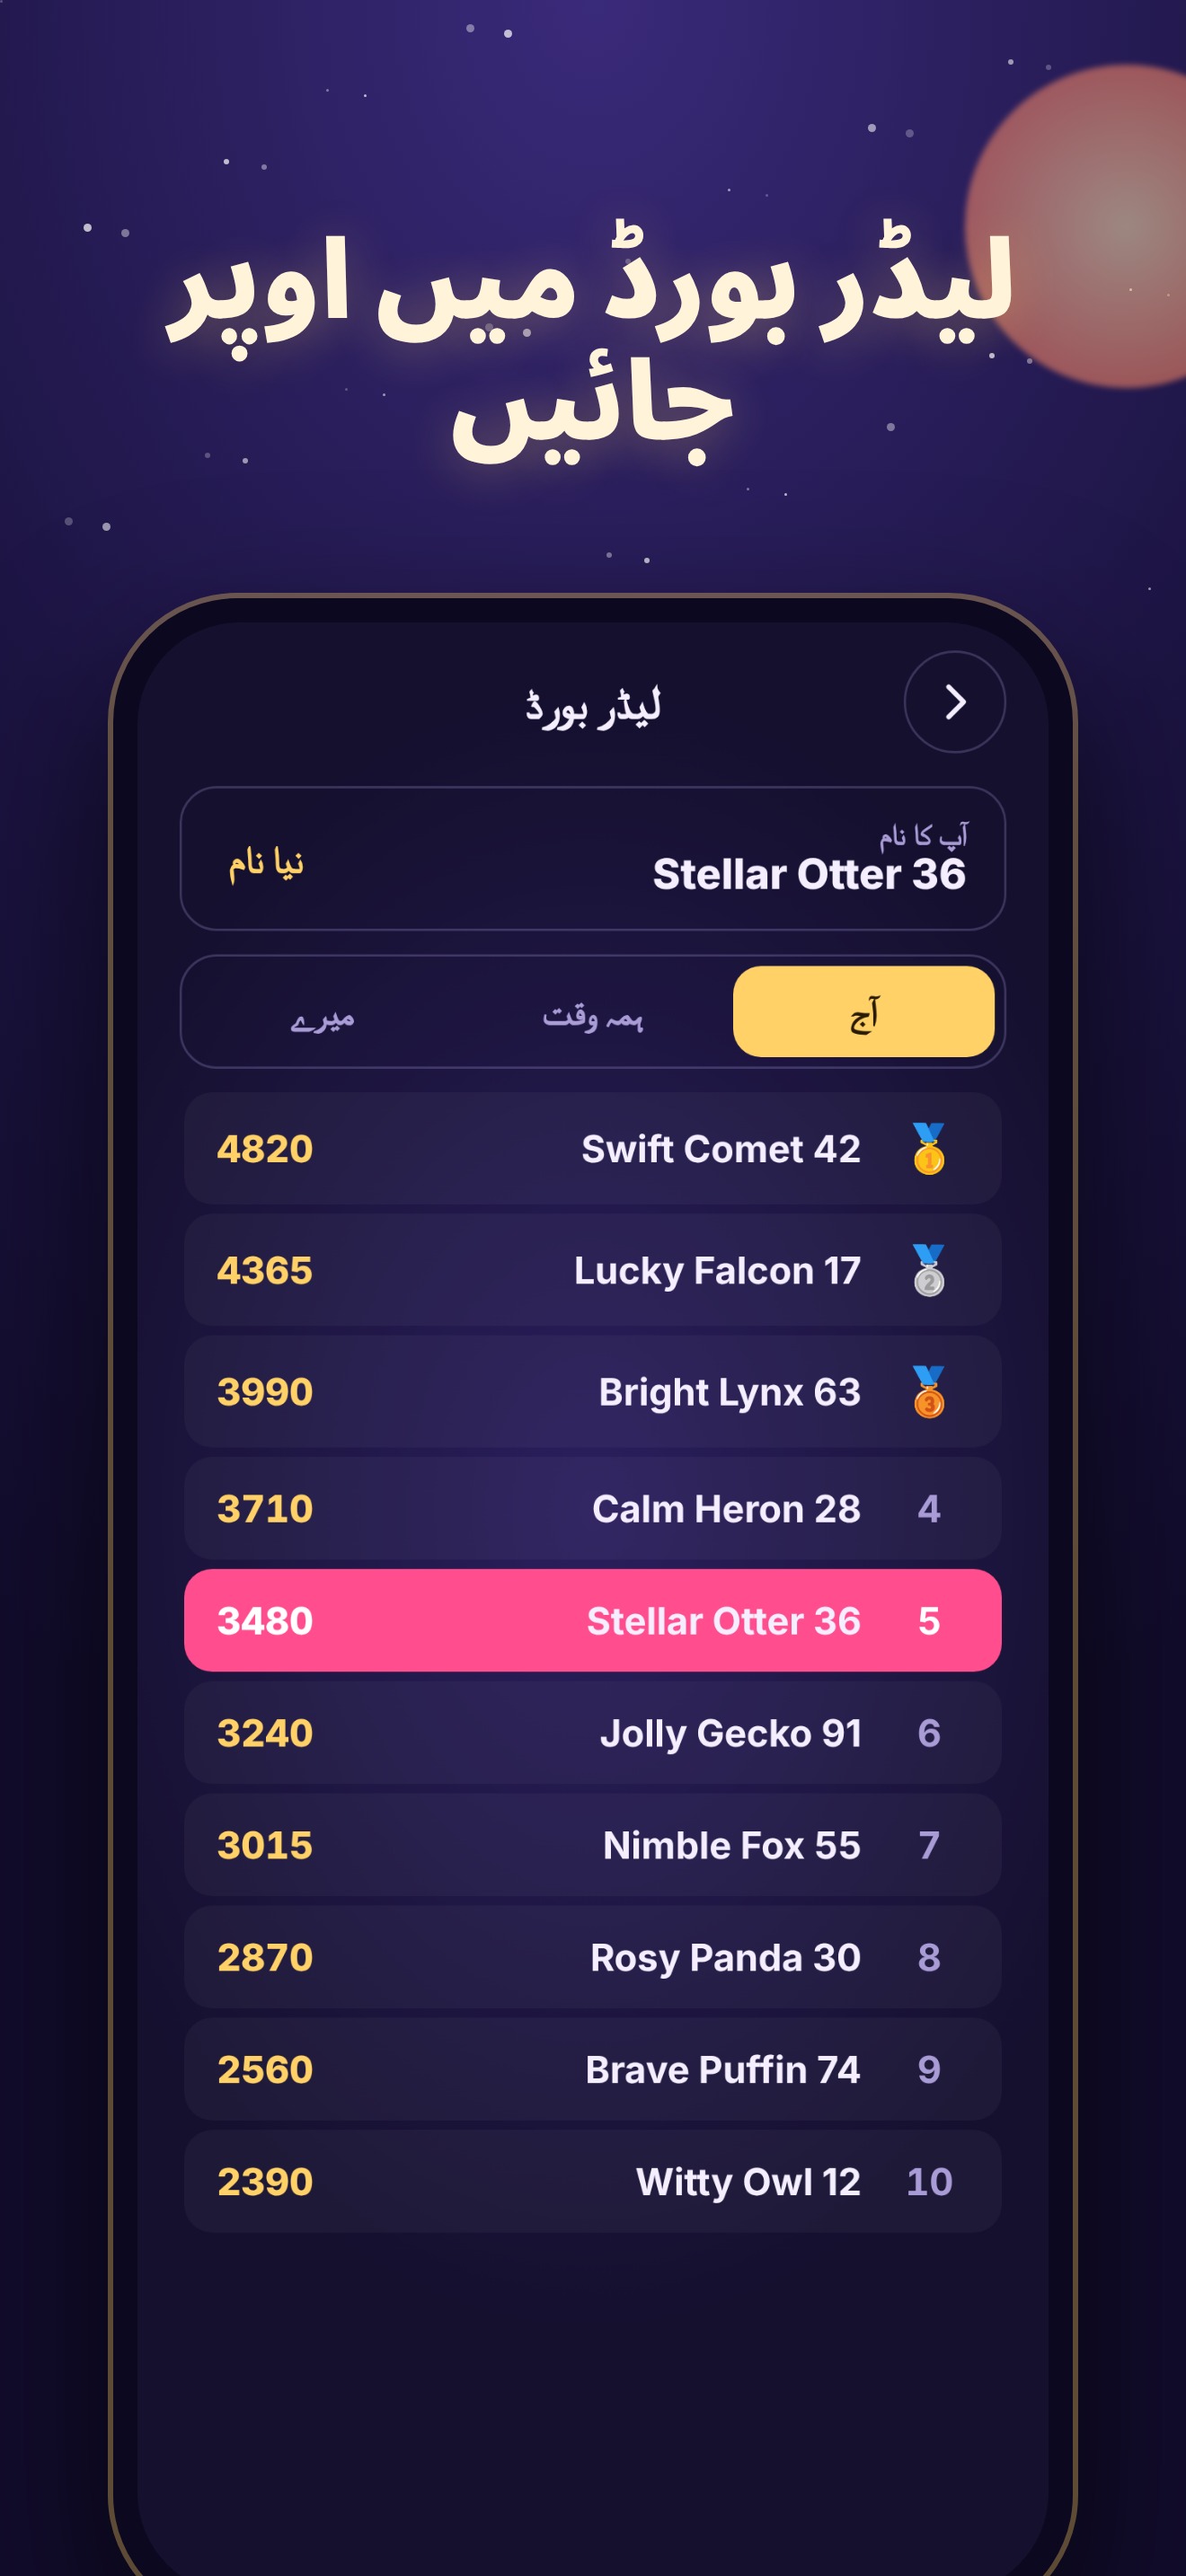 لیڈر بورڈ میں اوپر
جائیں
لیڈر بورڈ
آپ کا نام
Stellar Otter 36
نیا نام
آج
ہمہ وقت
میرے
🥇 Swift Comet 42 4820
🥈 Lucky Falcon 17 4365
🥉 Bright Lynx 63 3990
4 Calm Heron 28 3710
5 Stellar Otter 36 3480
6 Jolly Gecko 91 3240
7 Nimble Fox 55 3015
8 Rosy Panda 30 2870
9 Brave Puffin 74 2560
10 Witty Owl 12 2390